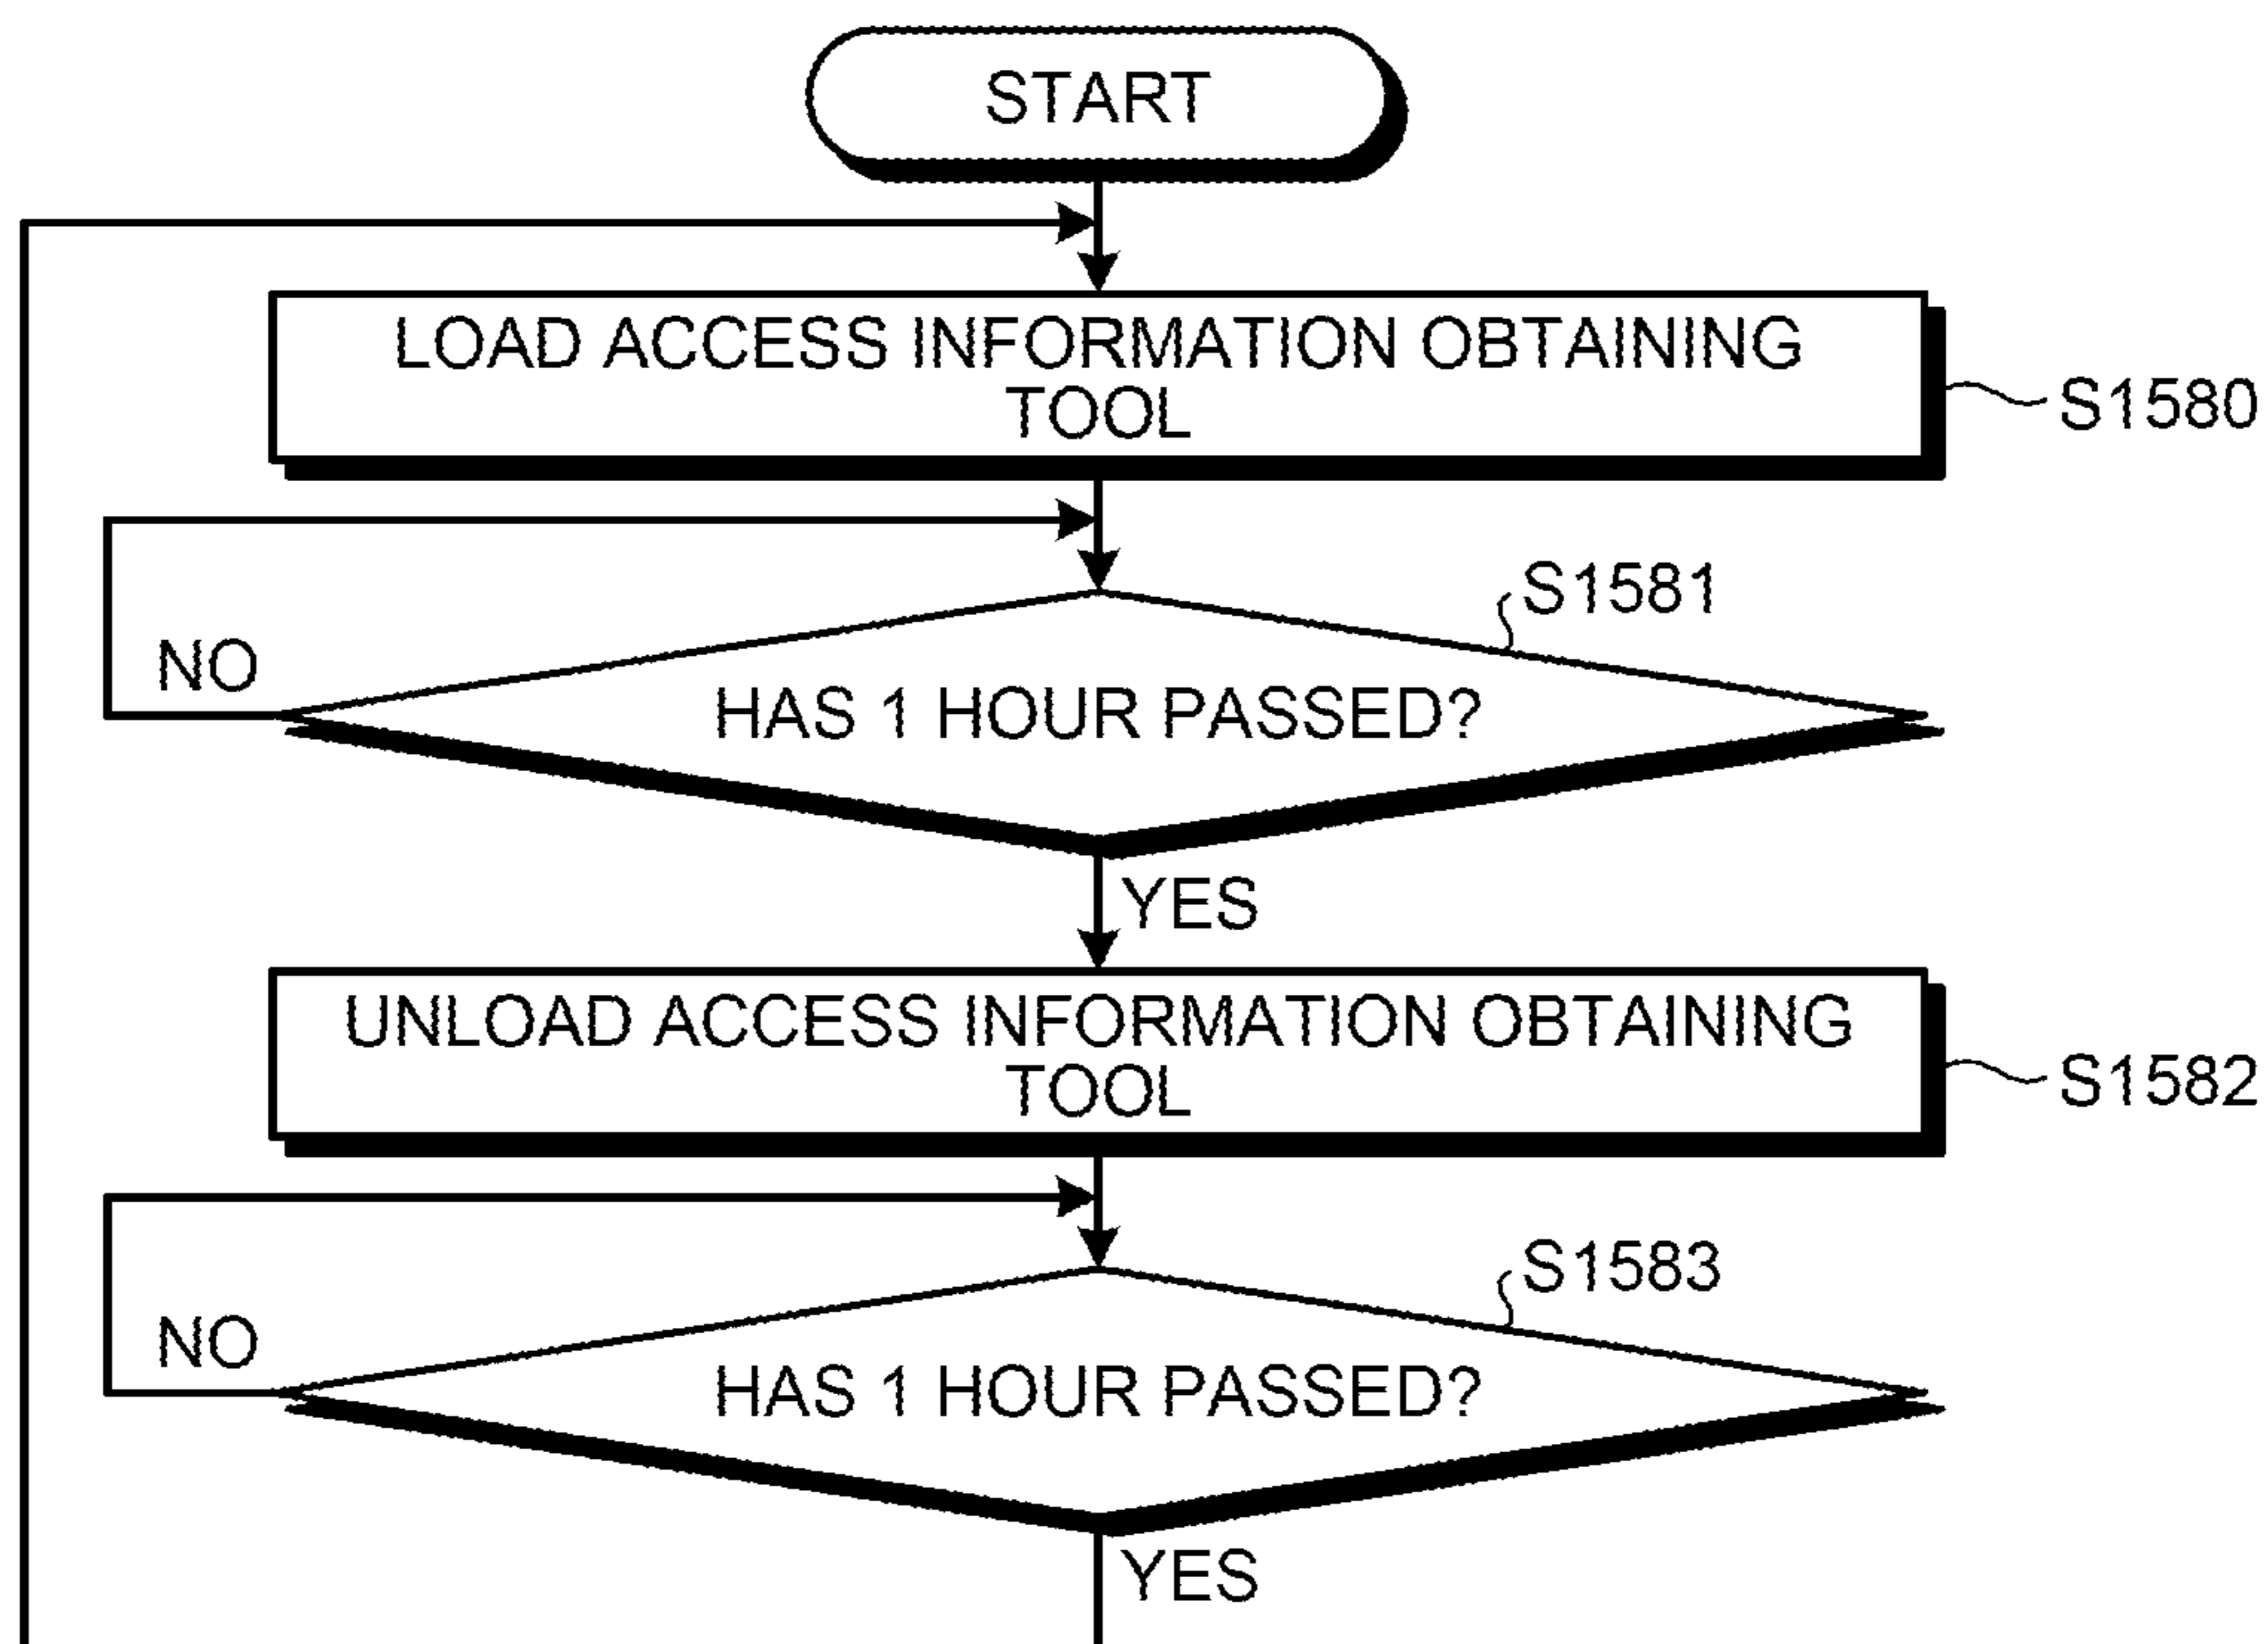 START
LOAD ACCESS INFORMATION OBTAINING
TOOL
S1580
S1581
NO
HAS 1 HOUR PASSED?
YES
UNLOAD ACCESS INFORMATION OBTAINING
TOOL
S1582
S1583
NO
HAS 1 HOUR PASSED?
YES